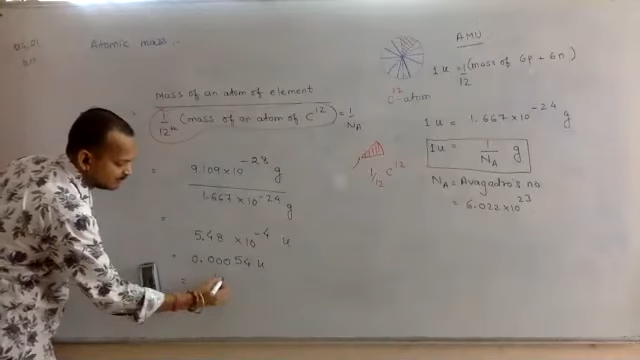 Atomic mass :-
Mass of an atom of element
1/12th (mass of an atom of C12) = 1/NA
= 9.109 × 10-28 g
1.667 × 10-24 g
= 5.48 × 10-4 u
= 0.00054 u
=
C12-atom
1/12 C12
AMU
1u = 1/12 (mass of 6p + 6n)
1u = 1.667 × 10-24 g
1u = 1/NA g
NA = Avagadro's no
= 6.022 × 1023